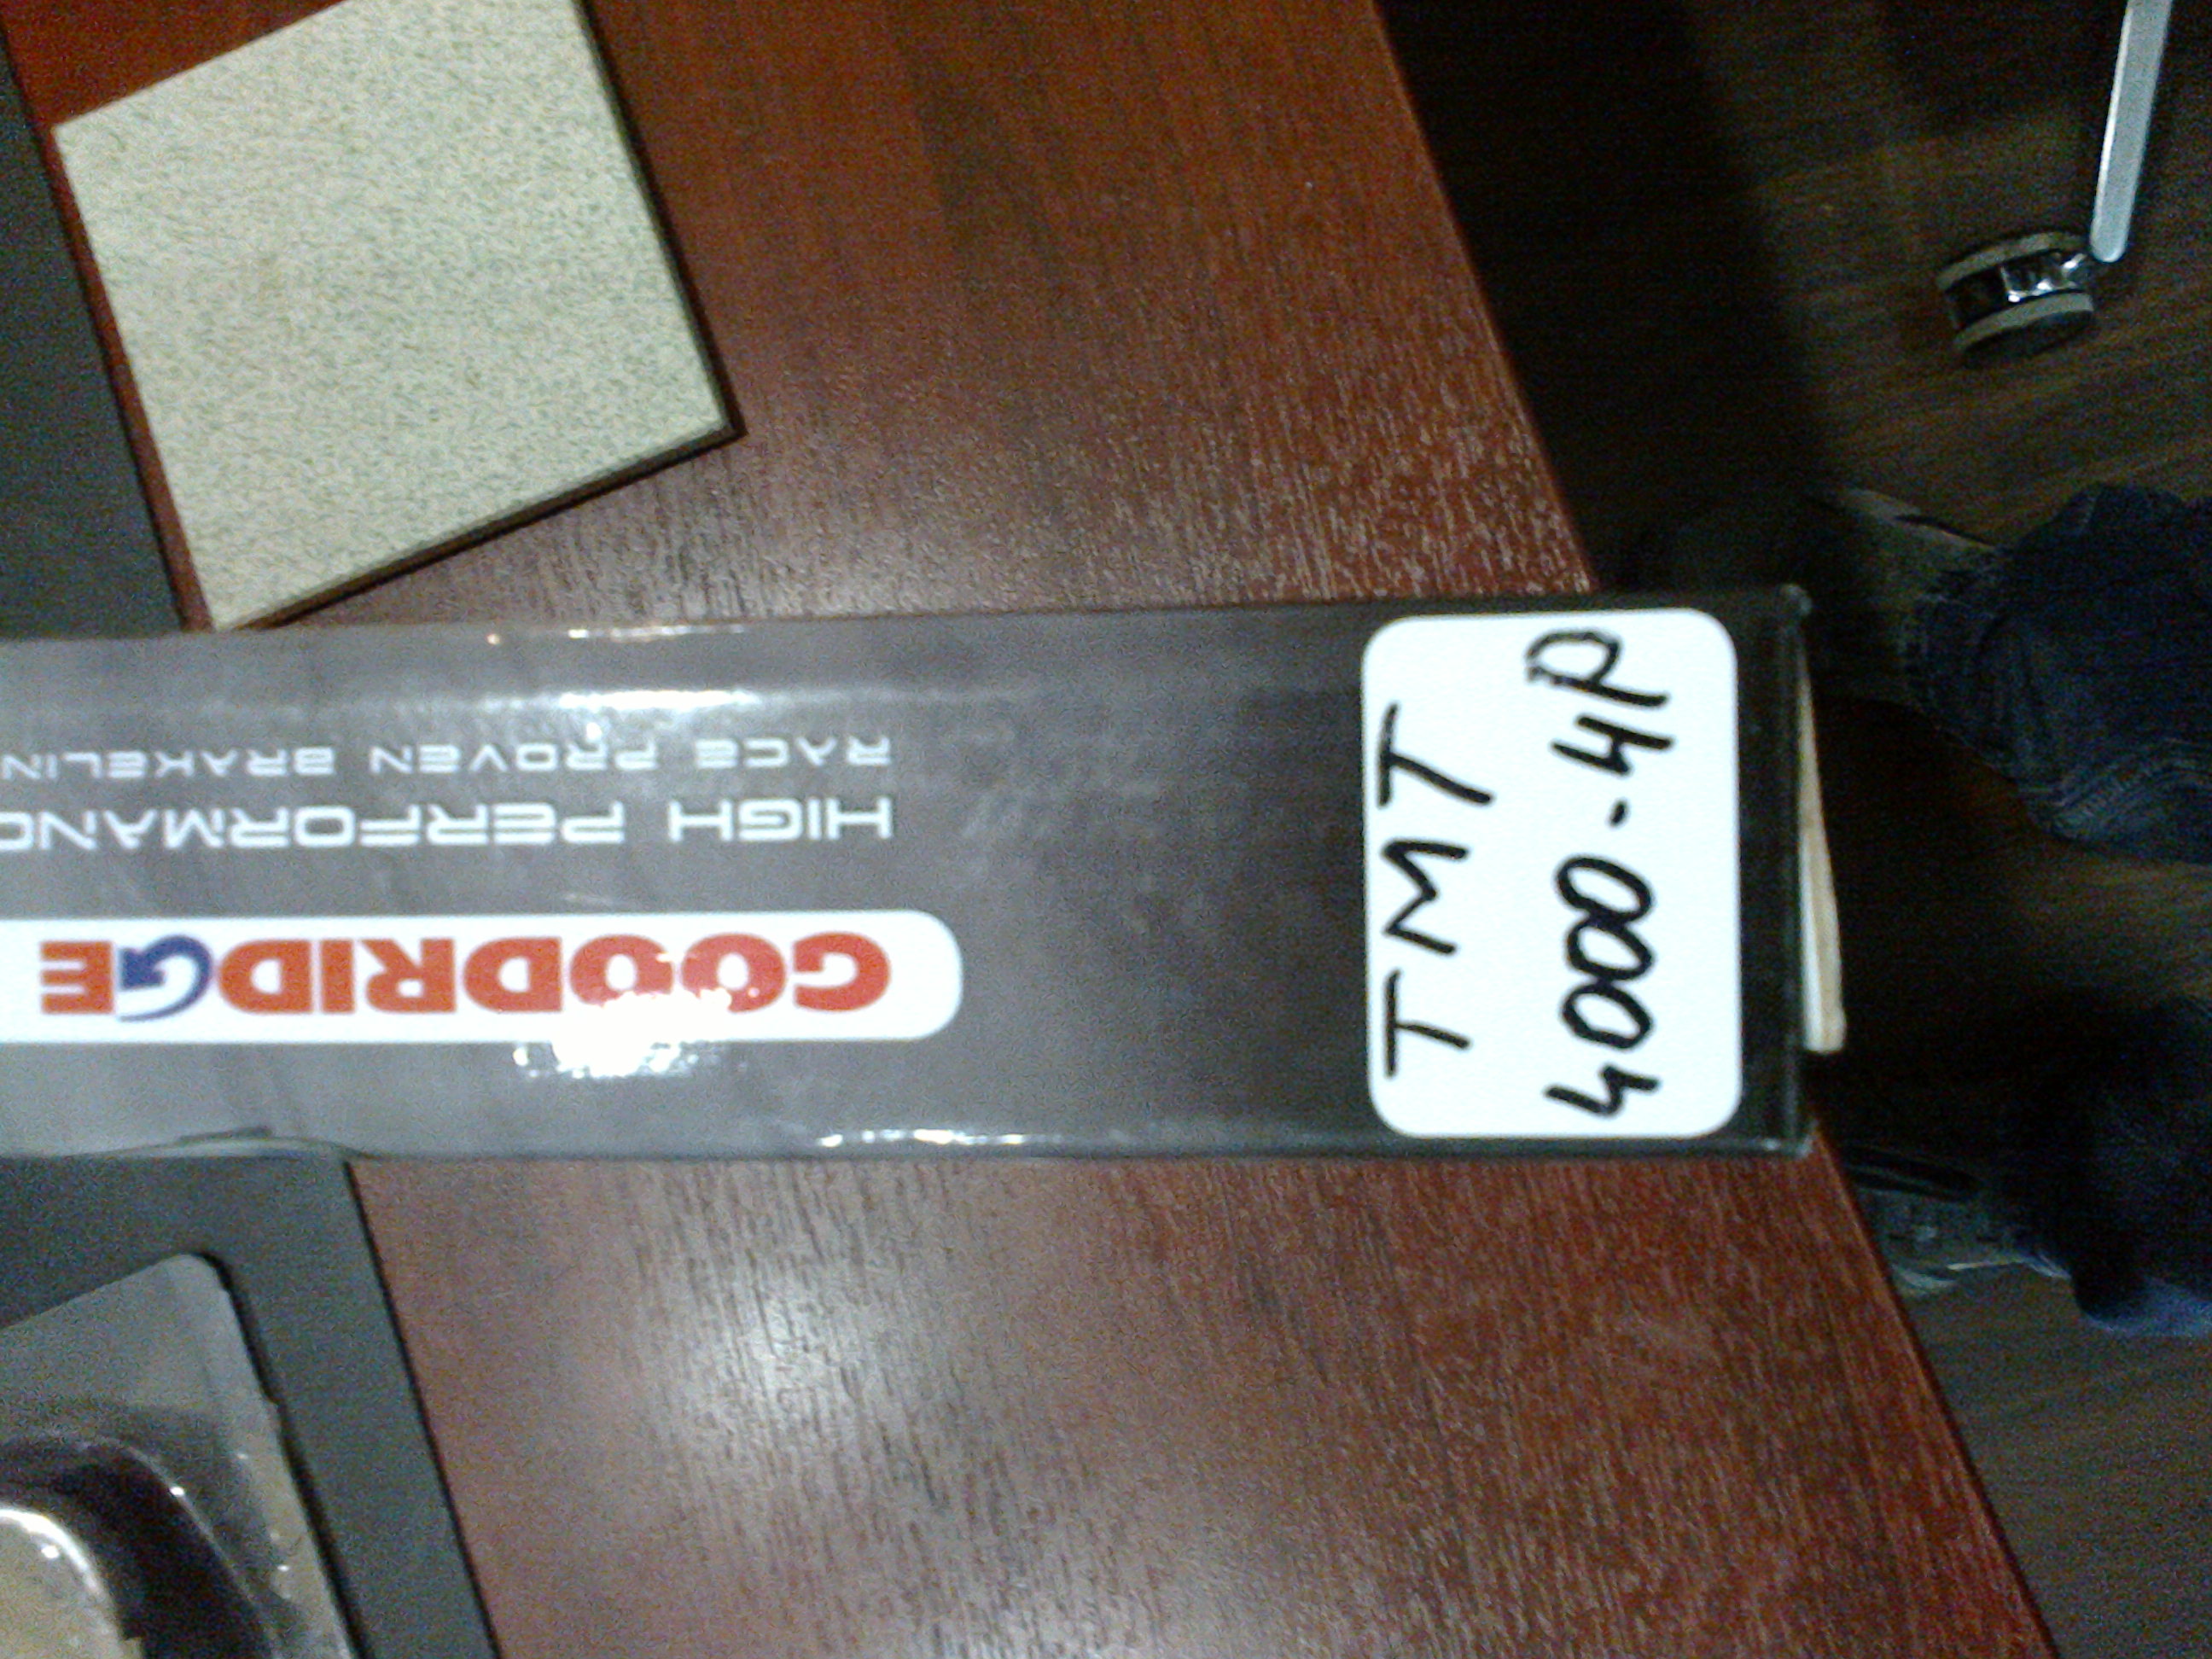 GOODRIDGE
HIGH PERFORMANC
RACE PROVEN BRAKELIN
TMT
4000-4P